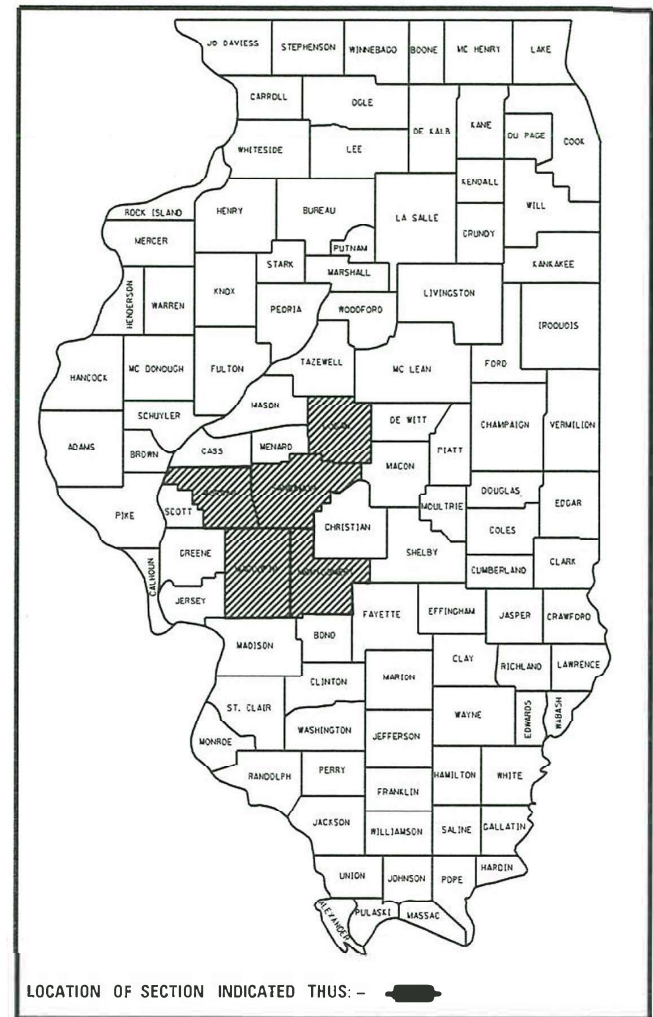 JO DAVIESS STEPHENSON WINNEBAGO BOONE MC HENRY LAKE
CARROLL OGLE DE KALB KANE DU PAGE COOK
WHITESIDE LEE
KENDALL
ROCK ISLAND HENRY BUREAU LA SALLE WILL
MERCER PUTNAM GRUNDY
STARK MARSHALL KANKAKEE
HENDERSON WARREN KNOX PEORIA WOODFORD LIVINGSTON
IROQUOIS
HANCOCK MC DONOUGH FULTON TAZEWELL MC LEAN FORD
MASON
SCHUYLER DE WITT CHAMPAIGN VERMILION
ADAMS BROWN CASS MENARD LOGAN PIATT
MACON
PIKE SCOTT MOULTRIE DOUGLAS EDGAR
CHRISTIAN COLES
GREENE SHELBY
CALHOUN CUMBERLAND CLARK
JERSEY MACOUPIN MONTGOMERY
FAYETTE EFFINGHAM JASPER CRAWFORD
MADISON BOND
CLAY RICHLAND LAWRENCE
CLINTON MARION
ST. CLAIR WAYNE EDWARDS WABASH
WASHINGTON JEFFERSON
MONROE
RANDOLPH PERRY HAMILTON WHITE
FRANKLIN
JACKSON WILLIAMSON SALINE GALLATIN
UNION JOHNSON POPE HARDIN
ALEXANDER PULASKI MASSAC
LOCATION OF SECTION INDICATED THUS: -